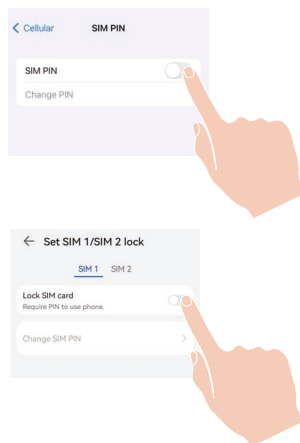 Cellular SIM PIN
SIM PIN
Change PIN
Set SIM 1/SIM 2 lock
SIM 1 SIM 2
Lock SIM card
Require PIN to use phone.
Change SIM PIN